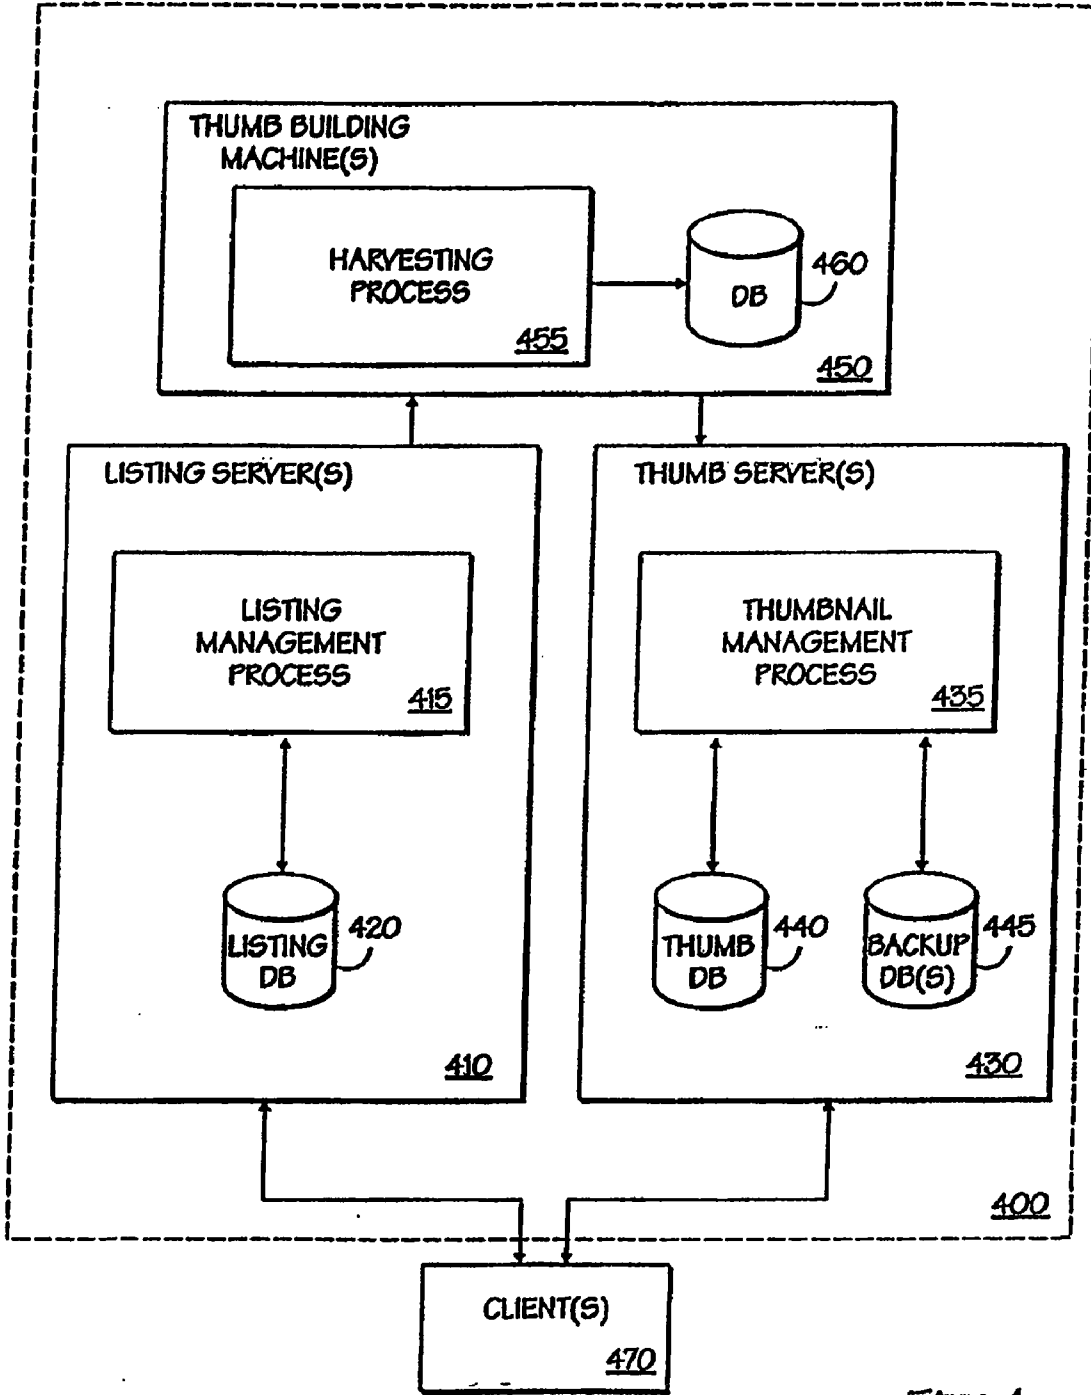 THUMB BUILDING
MACHINE(S)
HARVESTING
PROCESS
455
DB
460
450
LISTING SERVER(S)
LISTING
MANAGEMENT
PROCESS
415
LISTING
DB
420
410
THUMB SERVER(S)
THUMBNAIL
MANAGEMENT
PROCESS
435
THUMB
DB
440
BACKUP
DB(S)
445
430
400
CLIENT(S)
470